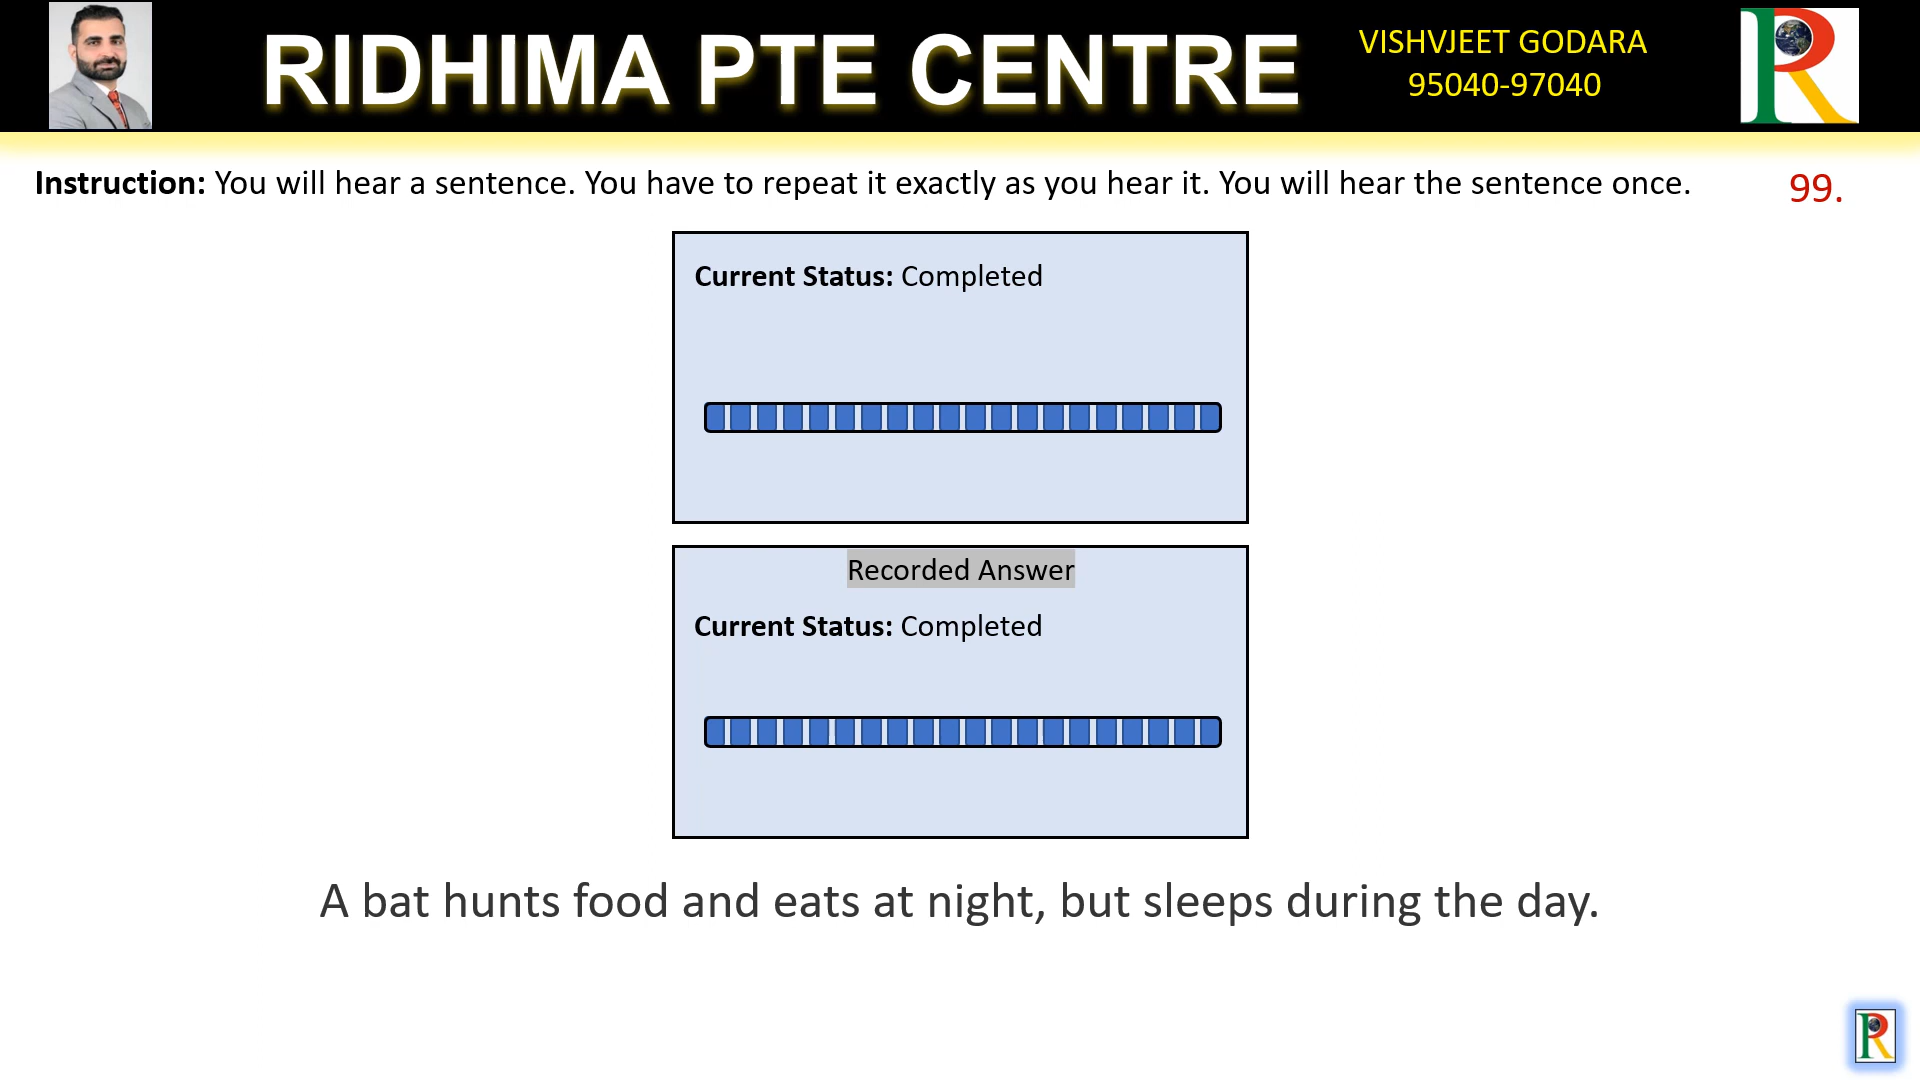 RIDHIMA PTE CENTRE
VISHVJEET GODARA
95040-97040
Instruction: You will hear a sentence. You have to repeat it exactly as you hear it. You will hear the sentence once.
99.
Current Status: Completed
Recorded Answer
Current Status: Completed
A bat hunts food and eats at night, but sleeps during the day.